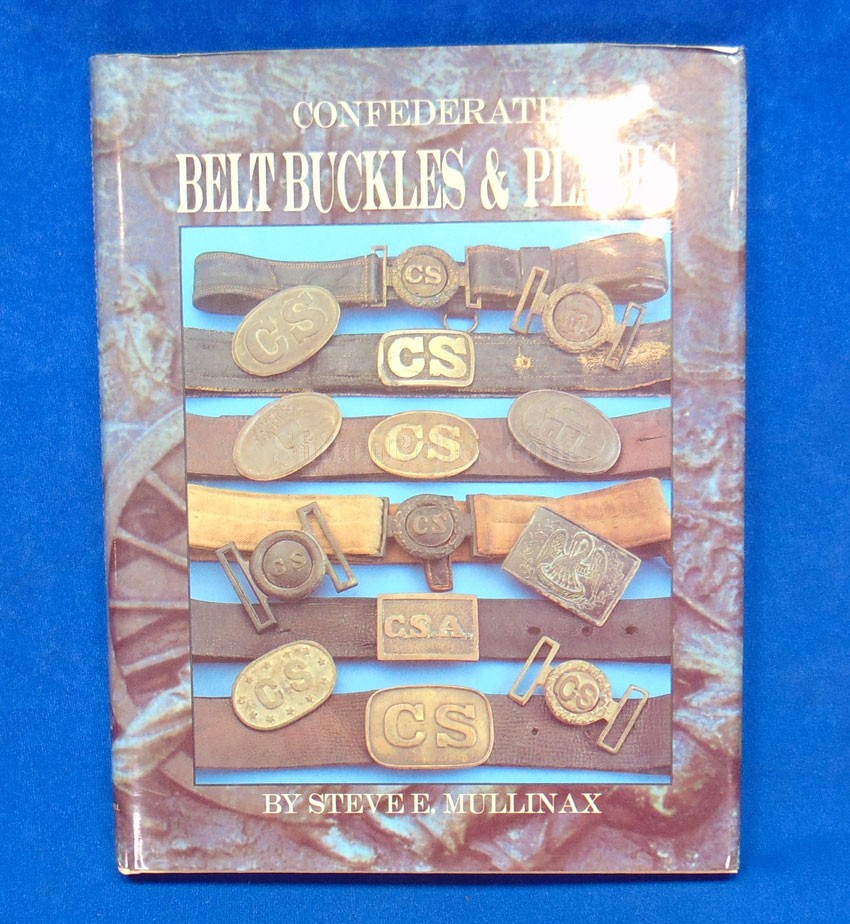 CONFEDERATE
BELT BUCKLES & PLATES
CS
CS
CS
CS
CS
CS
C.S.A.
CS
CS
CS
BY STEVE E. MULLINAX